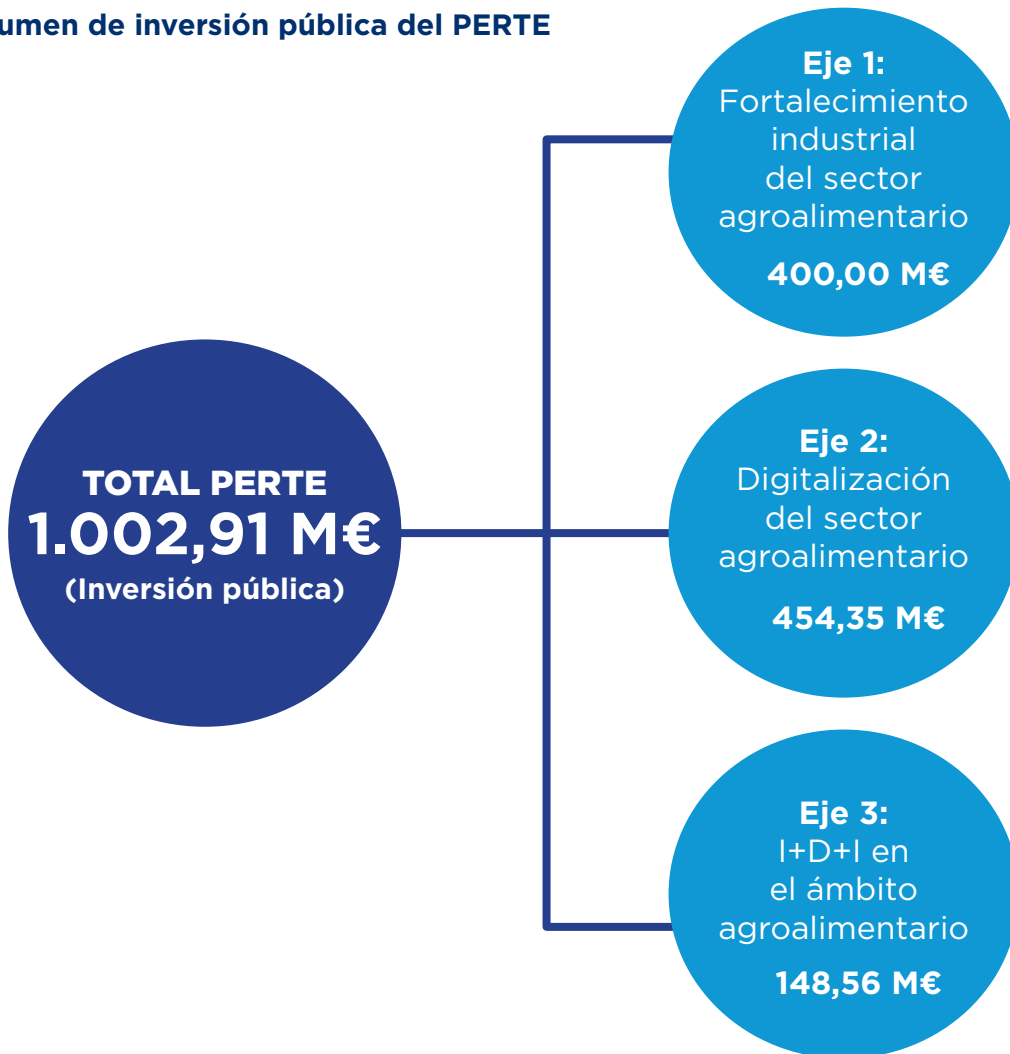 umen de inversión pública del PERTE
Eje 1:
Fortalecimiento
industrial
del sector
agroalimentario
400,00 M€
TOTAL PERTE
1.002,91 M€
(Inversión pública)
Eje 2:
Digitalización
del sector
agroalimentario
454,35 M€
Eje 3:
I+D+I en
el ámbito
agroalimentario
148,56 M€